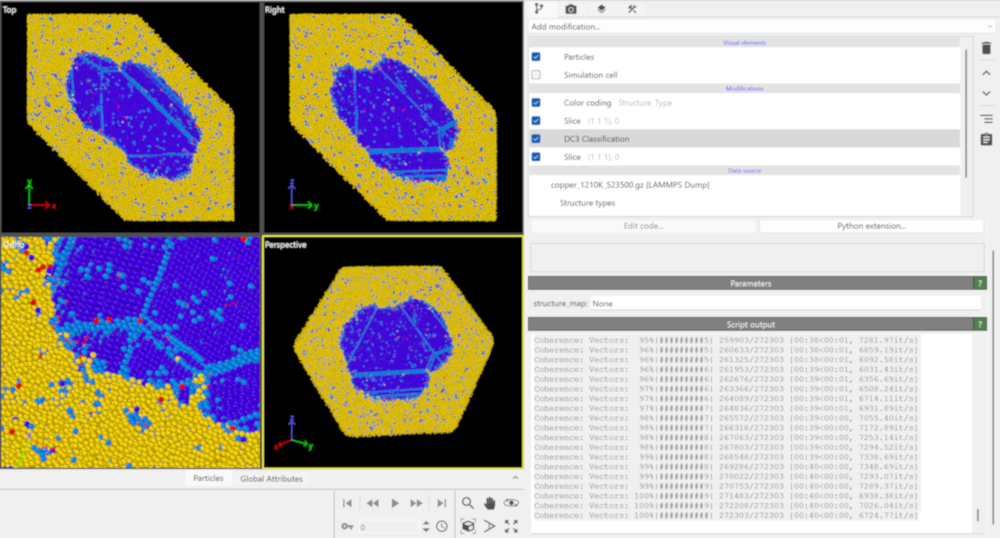 Top
Right
Add modification...
Visual elements
Particles
Simulation cell
Modifications
Color coding Structure_Type
Slice (1 1 1), 0
DC3 Classification
Slice (1 1 1), 0
Data source
copper_1210K_523500.gz [LAMMPS Dump]
Structure types
z x
y
z
x y
Ortho
Perspective
Edit code...
Python extension...
Parameters
?
structure_map: None
Script output
?
Coherence: Vectors: 95%|#########5| 259903/272303 [00:38<00:01, 7281.97it/s]
Coherence: Vectors: 96%|#########5| 260633/272303 [00:38<00:01, 6859.19it/s]
Coherence: Vectors: 96%|#########5| 261325/272303 [00:38<00:01, 6092.58it/s]
Coherence: Vectors: 96%|#########6| 261953/272303 [00:39<00:01, 6031.43it/s]
Coherence: Vectors: 96%|#########6| 262676/272303 [00:39<00:01, 6356.69it/s]
Coherence: Vectors: 97%|#########6| 263366/272303 [00:39<00:01, 6508.24it/s]
Coherence: Vectors: 97%|#########6| 264089/272303 [00:39<00:01, 6714.11it/s]
Coherence: Vectors: 97%|#########7| 264836/272303 [00:39<00:01, 6931.89it/s]
Coherence: Vectors: 98%|#########7| 265572/272303 [00:39<00:00, 7055.40it/s]
Coherence: Vectors: 98%|#########7| 266318/272303 [00:39<00:00, 7172.89it/s]
Coherence: Vectors: 98%|#########8| 267063/272303 [00:39<00:00, 7253.14it/s]
Coherence: Vectors: 98%|#########8| 267803/272303 [00:39<00:00, 7294.52it/s]
Coherence: Vectors: 99%|#########8| 268548/272303 [00:39<00:00, 7338.69it/s]
Coherence: Vectors: 99%|#########8| 269286/272303 [00:40<00:00, 7348.69it/s]
Coherence: Vectors: 99%|#########9| 270022/272303 [00:40<00:00, 7293.07it/s]
Coherence: Vectors: 99%|#########9| 270753/272303 [00:40<00:00, 7289.37it/s]
Coherence: Vectors: 100%|#########9| 271483/272303 [00:40<00:00, 6938.38it/s]
Coherence: Vectors: 100%|#########9| 272208/272303 [00:40<00:00, 7026.04it/s]
Coherence: Vectors: 100%|##########| 272303/272303 [00:40<00:00, 6724.77it/s]
z
x y
Particles
Global Attributes
0